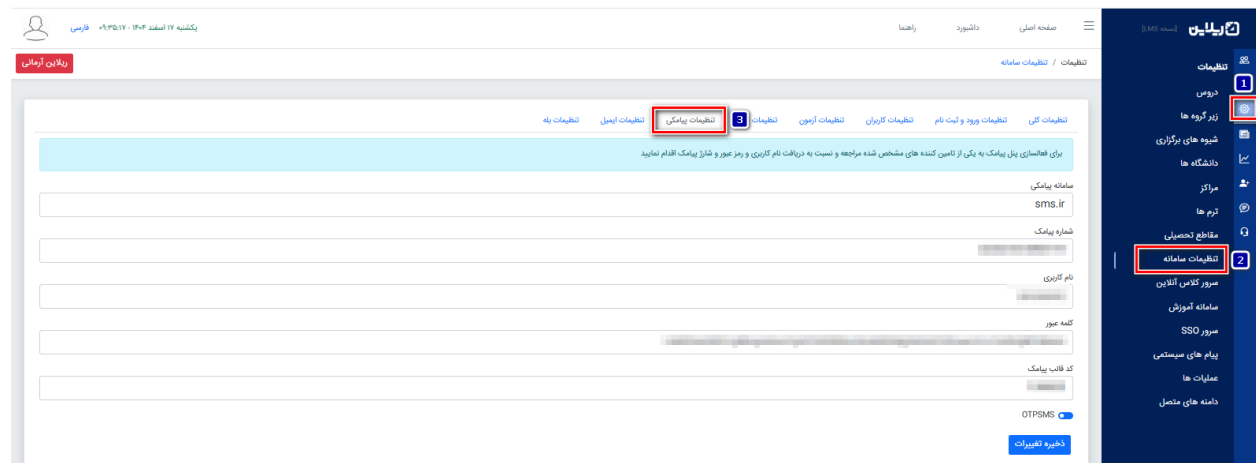 ریلاین [نسخه LMS]
صفحه اصلی داشبورد راهنما
یکشنبه ۱۷ اسفند ۱۴۰۴ - ۰۹:۳۵:۱۷ فارسی
تنظیمات / تنظیمات سامانه
ریلاین آرمانی
تنظیمات
1
دروس
زیر گروه ها
شیوه های برگزاری
دانشگاه ها
مراکز
ترم ها
مقاطع تحصیلی
تنظیمات سامانه
2
سرور کلاس آنلاین
سامانه آموزش
سرور SSO
پیام های سیستمی
عملیات ها
دامنه های متصل
تنظیمات کلی تنظیمات ورود و ثبت نام تنظیمات کاربران تنظیمات آزمون تنظیمات 3 تنظیمات پیامکی تنظیمات ایمیل تنظیمات بله
برای فعالسازی پنل پیامک به یکی از تامین کننده های مشخص شده مراجعه و نسبت به دریافت نام کاربری و رمز عبور و شارژ پیامک اقدام نمایید
سامانه پیامکی
sms.ir
شماره پیامک
نام کاربری
کلمه عبور
کد قالب پیامک
OTPSMS
ذخیره تغییرات